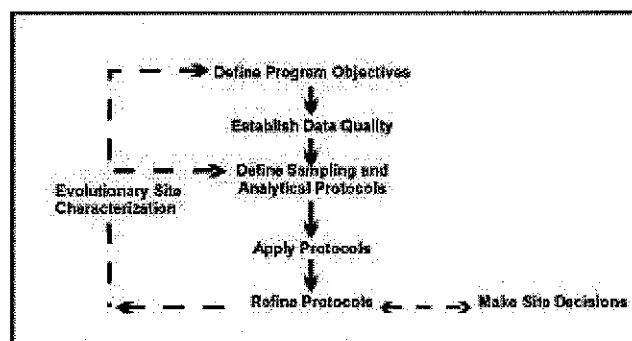 Define Program Objectives
Establish Data Quality
Define Sampling and
Analytical Protocols
Evolutionary Site
Characterization
Apply Protocols
Refine Protocols
Make Site Decisions